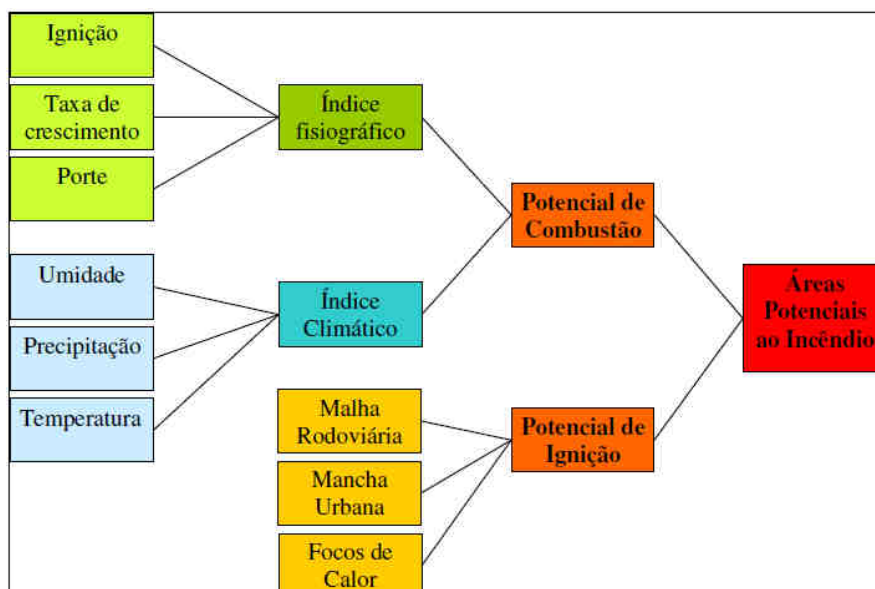 Ignição
Taxa de
crescimento
Porte
Índice
fisiográfico
Umidade
Precipitação
Temperatura
Índice
Climático
Malha
Rodoviária
Mancha
Urbana
Focos de
Calor
Potencial de
Combustão
Potencial de
Ignição
Áreas
Potenciais
ao Incêndio